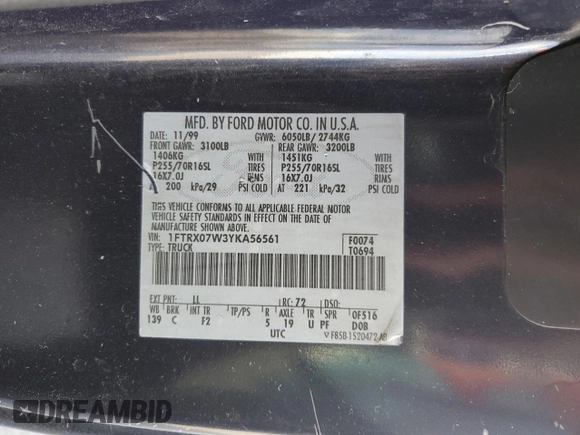 MFD. BY FORD MOTOR CO. IN U.S.A.
DATE: 11/99 GVWR: 6050LB/ 2744KG
FRONT GAWR: 3100LB REAR GAWR: 3200LB
1406KG WITH 1451KG WITH
P255/70R16SL TIRES P255/70R16SL TIRES
16X7.0J RIMS 16X7.0J RIMS
AT 200 kPa/29 PSI COLD AT 221 kPa/32 PSI COLD
THIS VEHICLE CONFORMS TO ALL APPLICABLE FEDERAL MOTOR
VEHICLE SAFETY STANDARDS IN EFFECT ON THE DATE OF
MANUFACTURE SHOWN ABOVE.
VIN: 1FTRX07W3YKA56561 F0074
TYPE: TRUCK T0694
EXT PNT: LL RC: 72 DSO:
WB BRK INT TR TP/PS R AXLE TR SPR 0F516
139 C F2 5 19 U PF DOB
UTC F85B-1520472-AB
DREAMBID